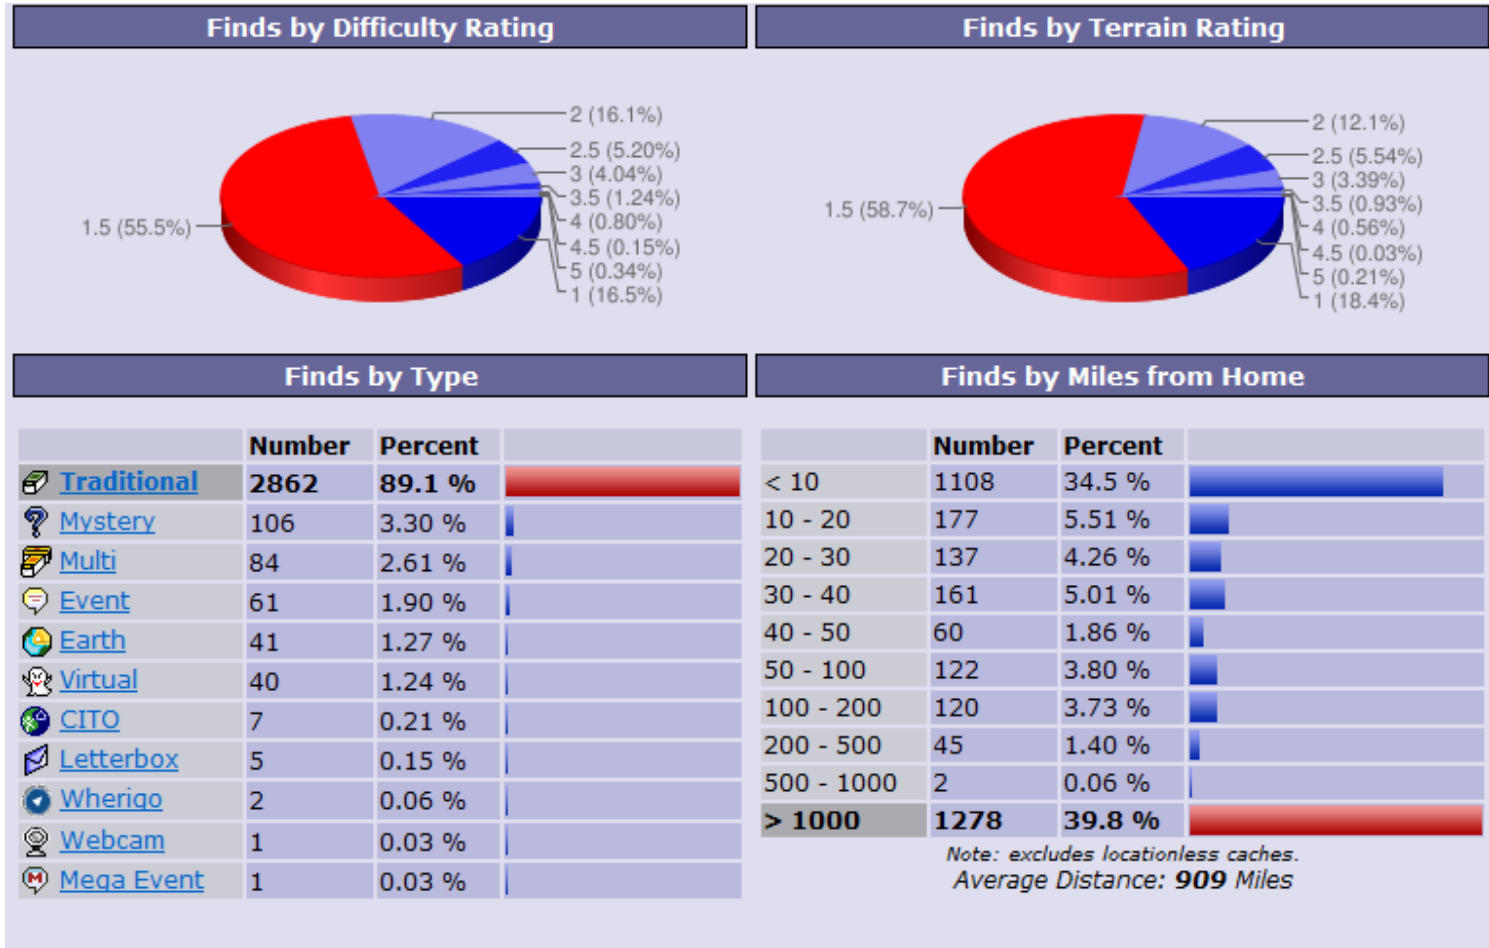 Finds by Difficulty Rating
2 (16.1%)
2.5 (5.20%)
3 (4.04%)
3.5 (1.24%)
4 (0.80%)
4.5 (0.15%)
5 (0.34%)
1 (16.5%)
1.5 (55.5%)
Finds by Terrain Rating
2 (12.1%)
2.5 (5.54%)
3 (3.39%)
3.5 (0.93%)
4 (0.56%)
4.5 (0.03%)
5 (0.21%)
1 (18.4%)
1.5 (58.7%)
Finds by Type
Number Percent
Traditional 2862 89.1 %
Mystery 106 3.30 %
Multi 84 2.61 %
Event 61 1.90 %
Earth 41 1.27 %
Virtual 40 1.24 %
CITO 7 0.21 %
Letterbox 5 0.15 %
Wherigo 2 0.06 %
Webcam 1 0.03 %
M Mega Event 1 0.03 %
Finds by Miles from Home
Number Percent
< 10 1108 34.5 %
10 - 20 177 5.51 %
20 - 30 137 4.26 %
30 - 40 161 5.01 %
40 - 50 60 1.86 %
50 - 100 122 3.80 %
100 - 200 120 3.73 %
200 - 500 45 1.40 %
500 - 1000 2 0.06 %
> 1000 1278 39.8 %
Note: excludes locationless caches.
Average Distance: 909 Miles